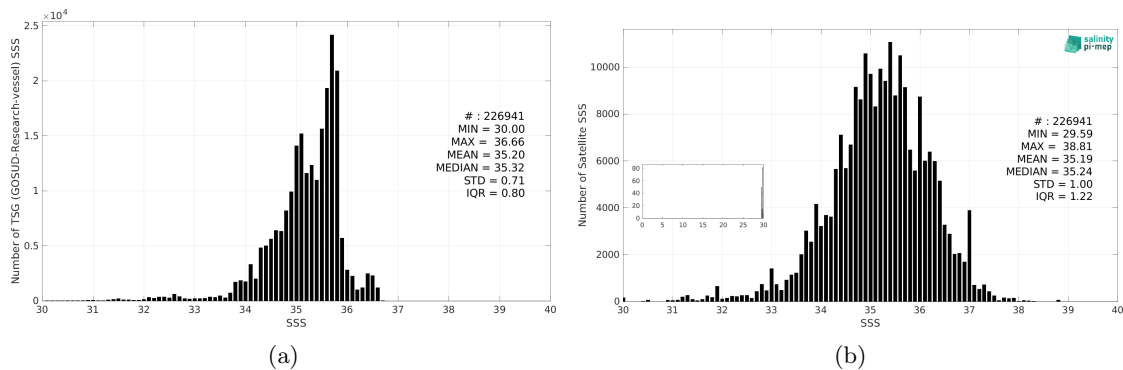 ×10⁴
2.5
2
1.5
1
0.5
0
Number of TSG (GOSUD-Research-vessel) SSS
# : 226941
MIN = 30.00
MAX = 36.66
MEAN = 35.20
MEDIAN = 35.32
STD = 0.71
IQR = 0.80
30 31 32 33 34 35 36 37 38 39 40
SSS
(a)
salinity
pi-mep
10000
8000
6000
4000
2000
0
Number of Satellite SSS
# : 226941
MIN = 29.59
MAX = 38.81
MEAN = 35.19
MEDIAN = 35.24
STD = 1.00
IQR = 1.22
80
60
40
20
0
0 5 10 15 20 25 30
30 31 32 33 34 35 36 37 38 39 40
SSS
(b)